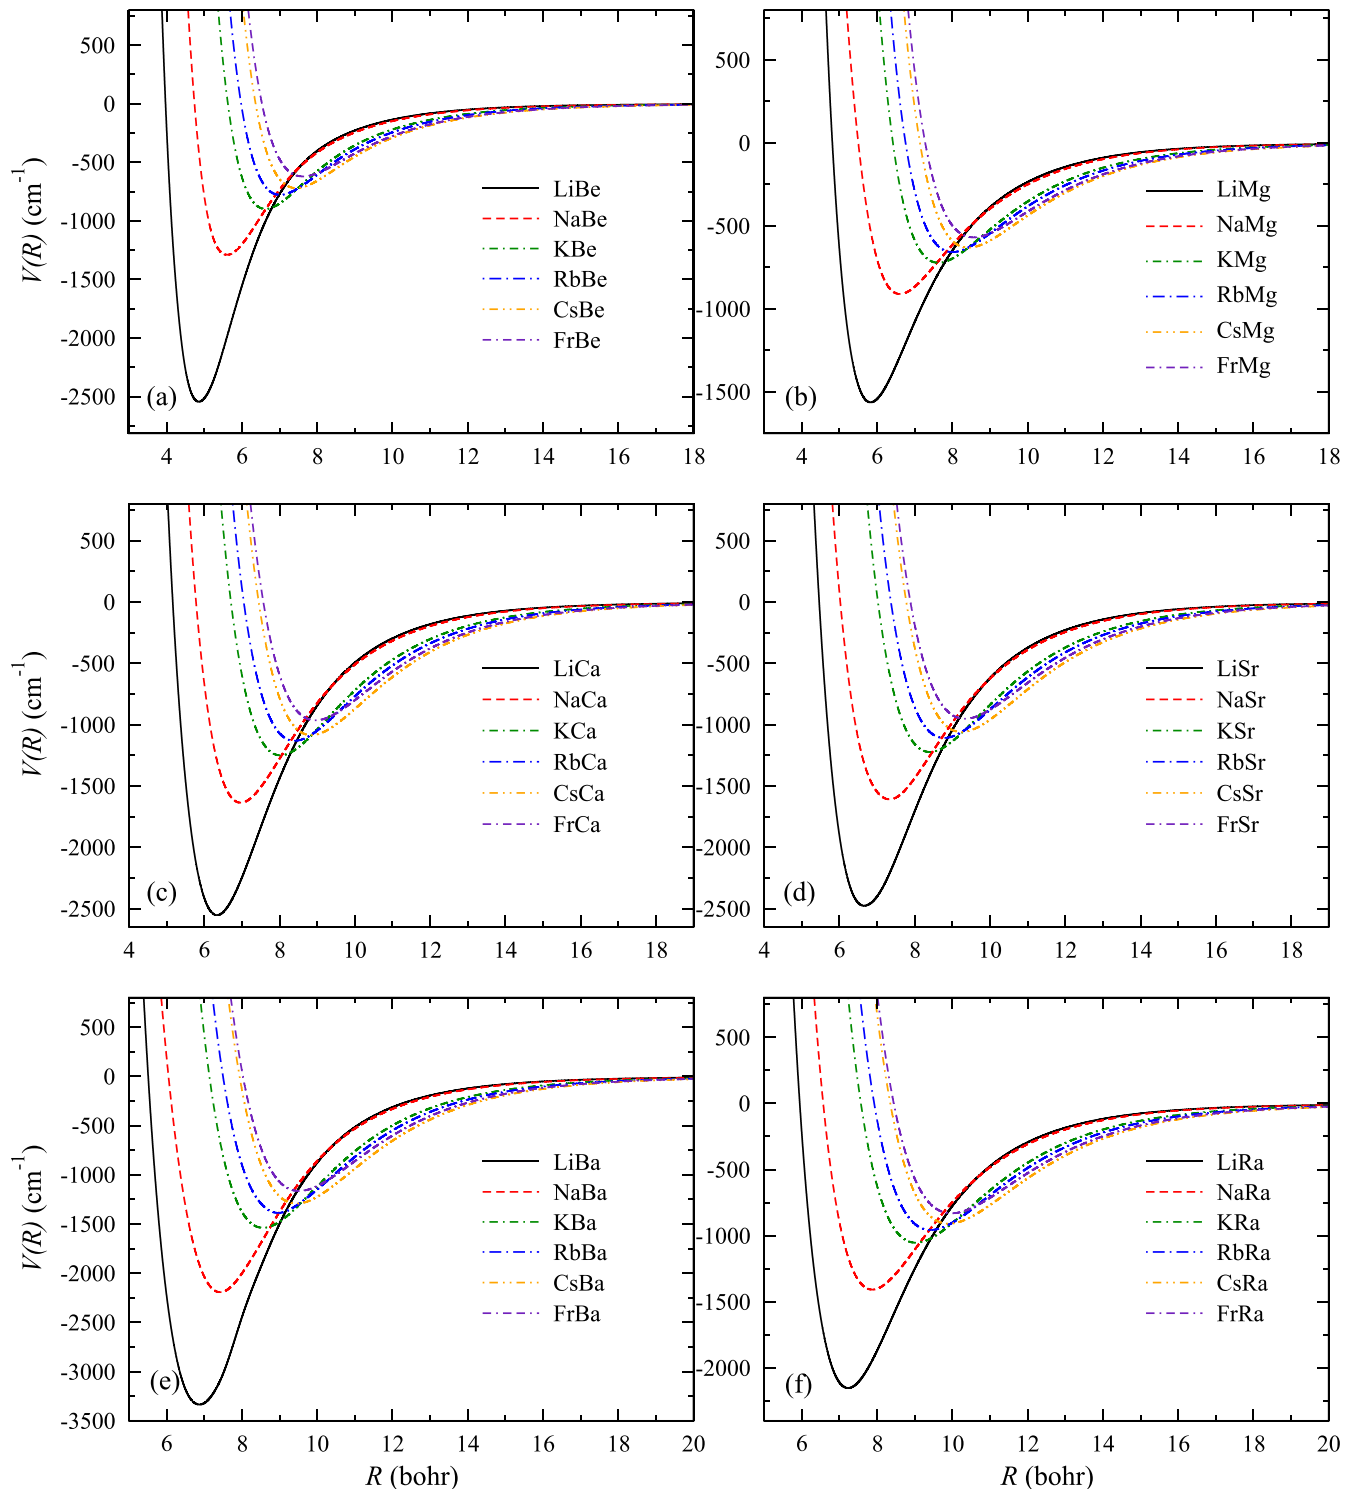 500
0
-500
-1000
-1500
-2000
-2500
V(R) (cm-1)
LiBe
NaBe
KBe
RbBe
CsBe
FrBe
(a)
4 6 8 10 12 14 16 18
500
0
-500
-1000
-1500
LiMg
NaMg
KMg
RbMg
CsMg
FrMg
(b)
4 6 8 10 12 14 16 18
500
0
-500
-1000
-1500
-2000
-2500
V(R) (cm-1)
LiCa
NaCa
KCa
RbCa
CsCa
FrCa
(c)
4 6 8 10 12 14 16 18
500
0
-500
-1000
-1500
-2000
-2500
LiSr
NaSr
KSr
RbSr
CsSr
FrSr
(d)
4 6 8 10 12 14 16 18
500
0
-500
-1000
-1500
-2000
-2500
-3000
-3500
V(R) (cm-1)
LiBa
NaBa
KBa
RbBa
CsBa
FrBa
(e)
6 8 10 12 14 16 18 20
R (bohr)
500
0
-500
-1000
-1500
-2000
LiRa
NaRa
KRa
RbRa
CsRa
FrRa
(f)
6 8 10 12 14 16 18 20
R (bohr)